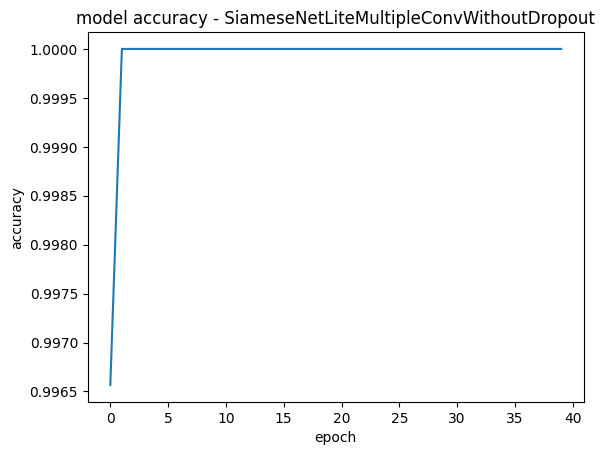 model accuracy - SiameseNetLiteMultipleConvWithoutDropout
1.0000
0.9995
0.9990
0.9985
0.9980
0.9975
0.9970
0.9965
accuracy
0 5 10 15 20 25 30 35 40
epoch